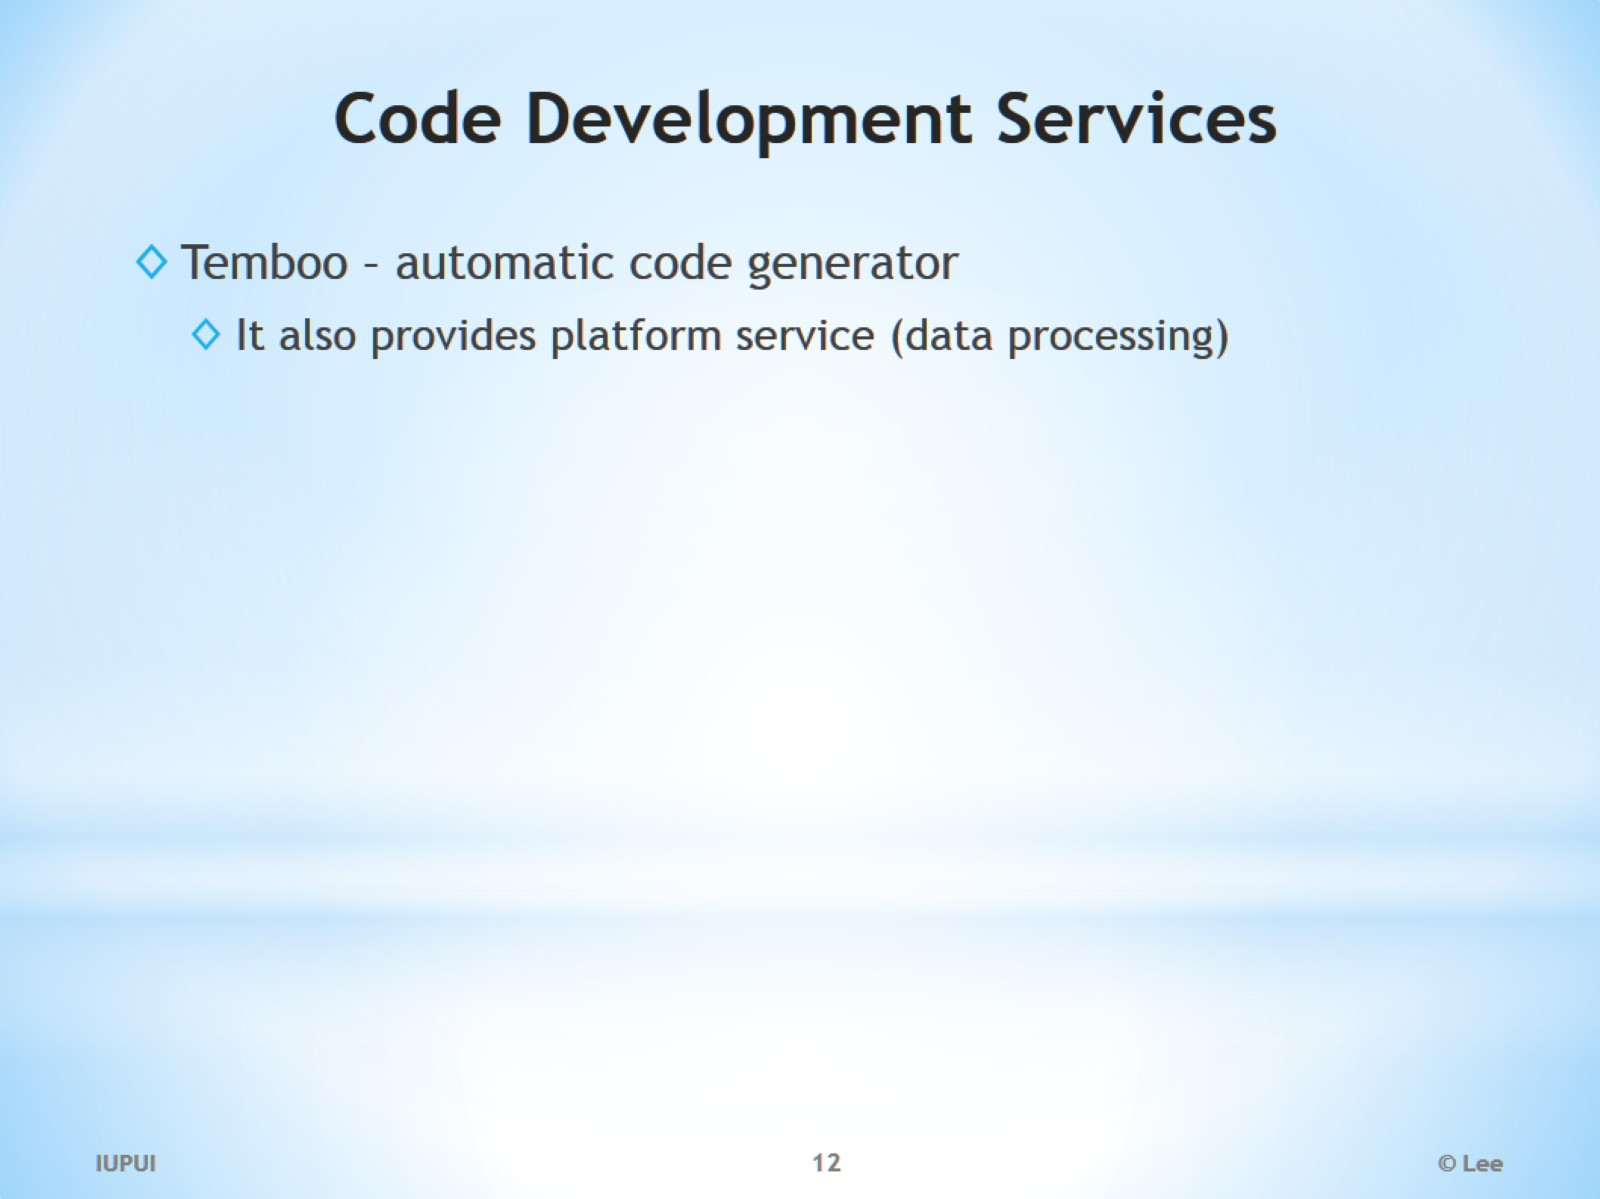 Code Development Services
Temboo – automatic code generator
It also provides platform service (data processing)
IUPUI
12
© Lee